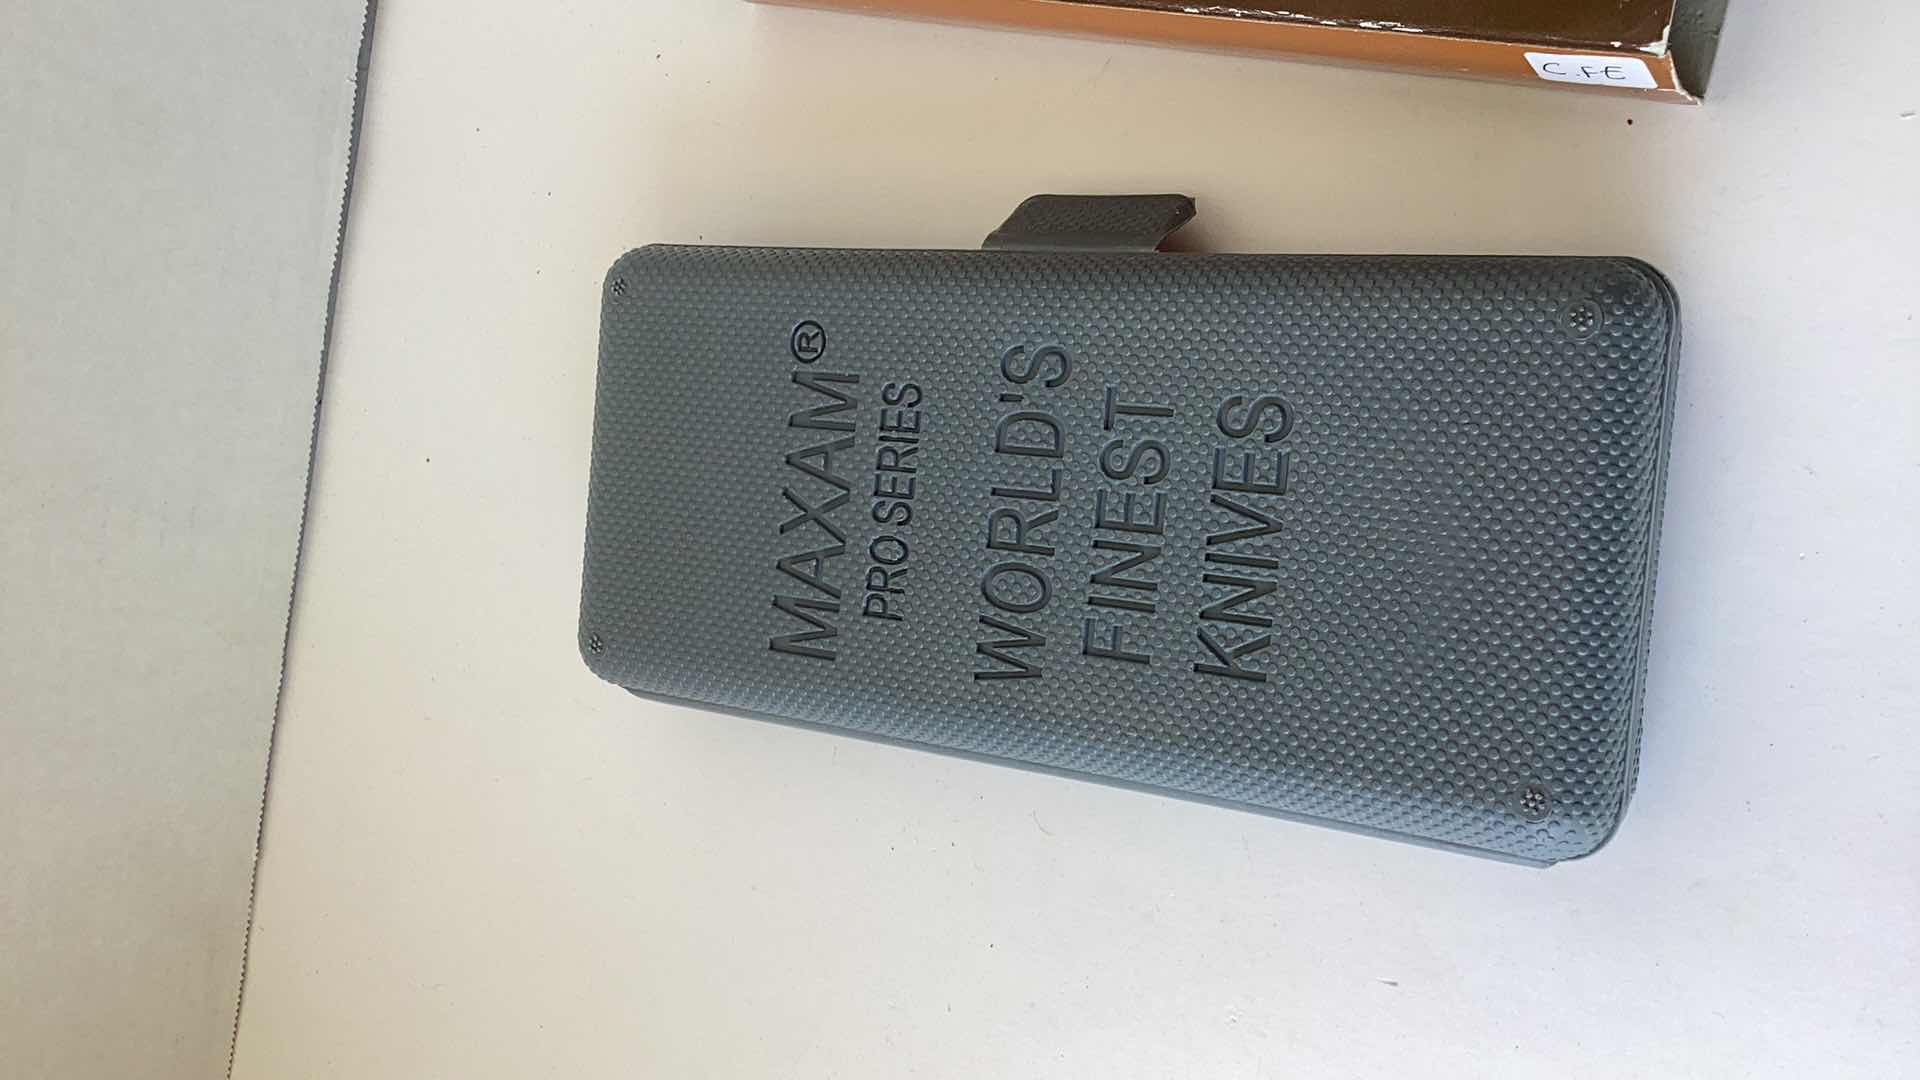 C.FE
MAXAM®
PRO SERIES
WORLD'S
FINEST
KNIVES